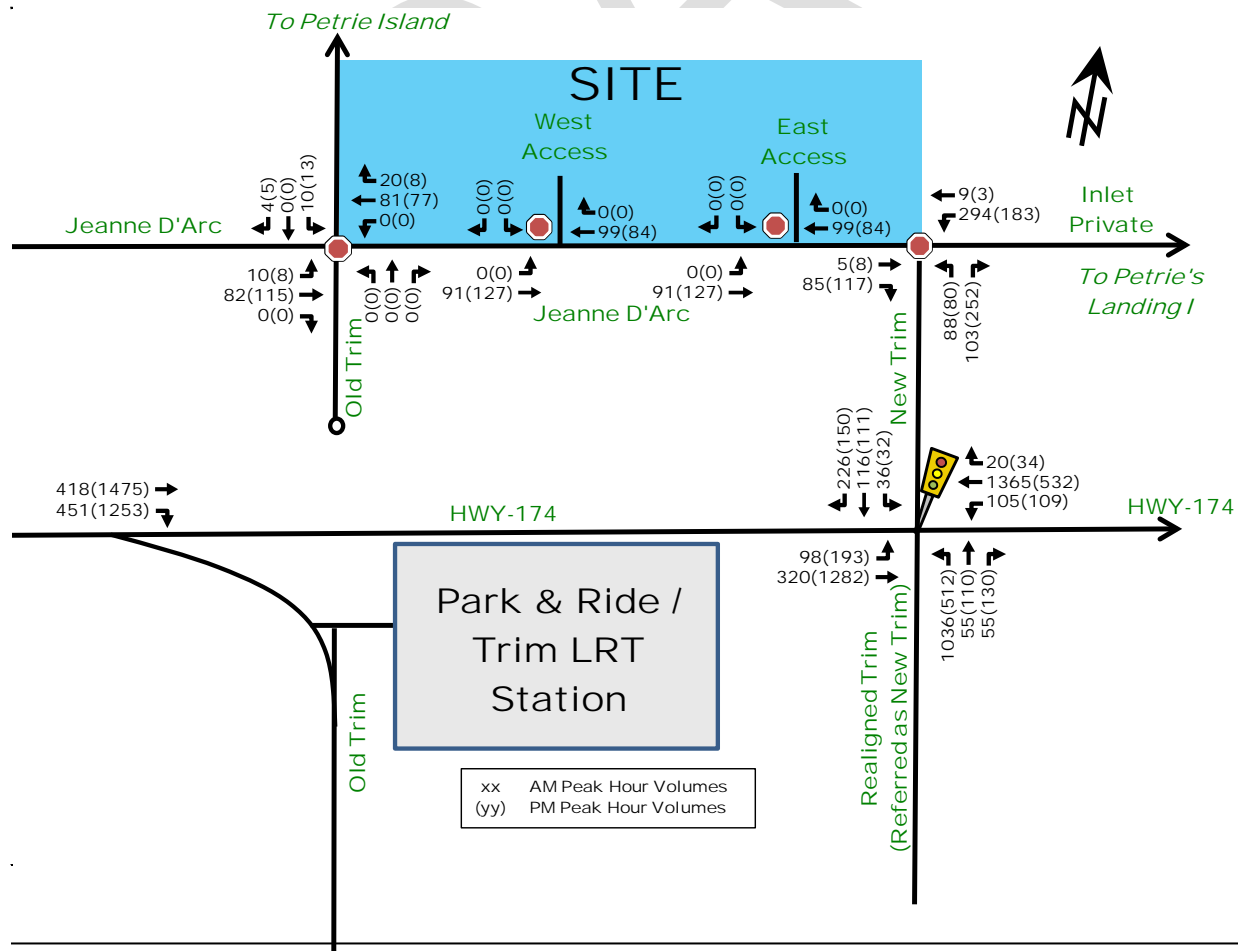 To Petrie Island
SITE
West
Access
East
Access
4(5)
0(0)
10(13)
20(8)
81(77)
0(0)
0(0)
0(0)
0(0)
99(84)
0(0)
0(0)
0(0)
99(84)
9(3)
294(183)
Inlet
Private
Jeanne D'Arc
10(8)
82(115)
0(0)
0(0)
0(0)
0(0)
0(0)
91(127)
0(0)
91(127)
5(8)
85(117)
88(80)
103(252)
To Petrie's
Landing I
Jeanne D'Arc
Old Trim
New Trim
226(150)
116(111)
36(32)
20(34)
1365(532)
105(109)
418(1475)
451(1253)
HWY-174
HWY-174
98(193)
320(1282)
1036(512)
55(110)
55(130)
Park & Ride /
Trim LRT
Station
Old Trim
Realigned Trim
(Referred as New Trim)
xx AM Peak Hour Volumes
(yy) PM Peak Hour Volumes